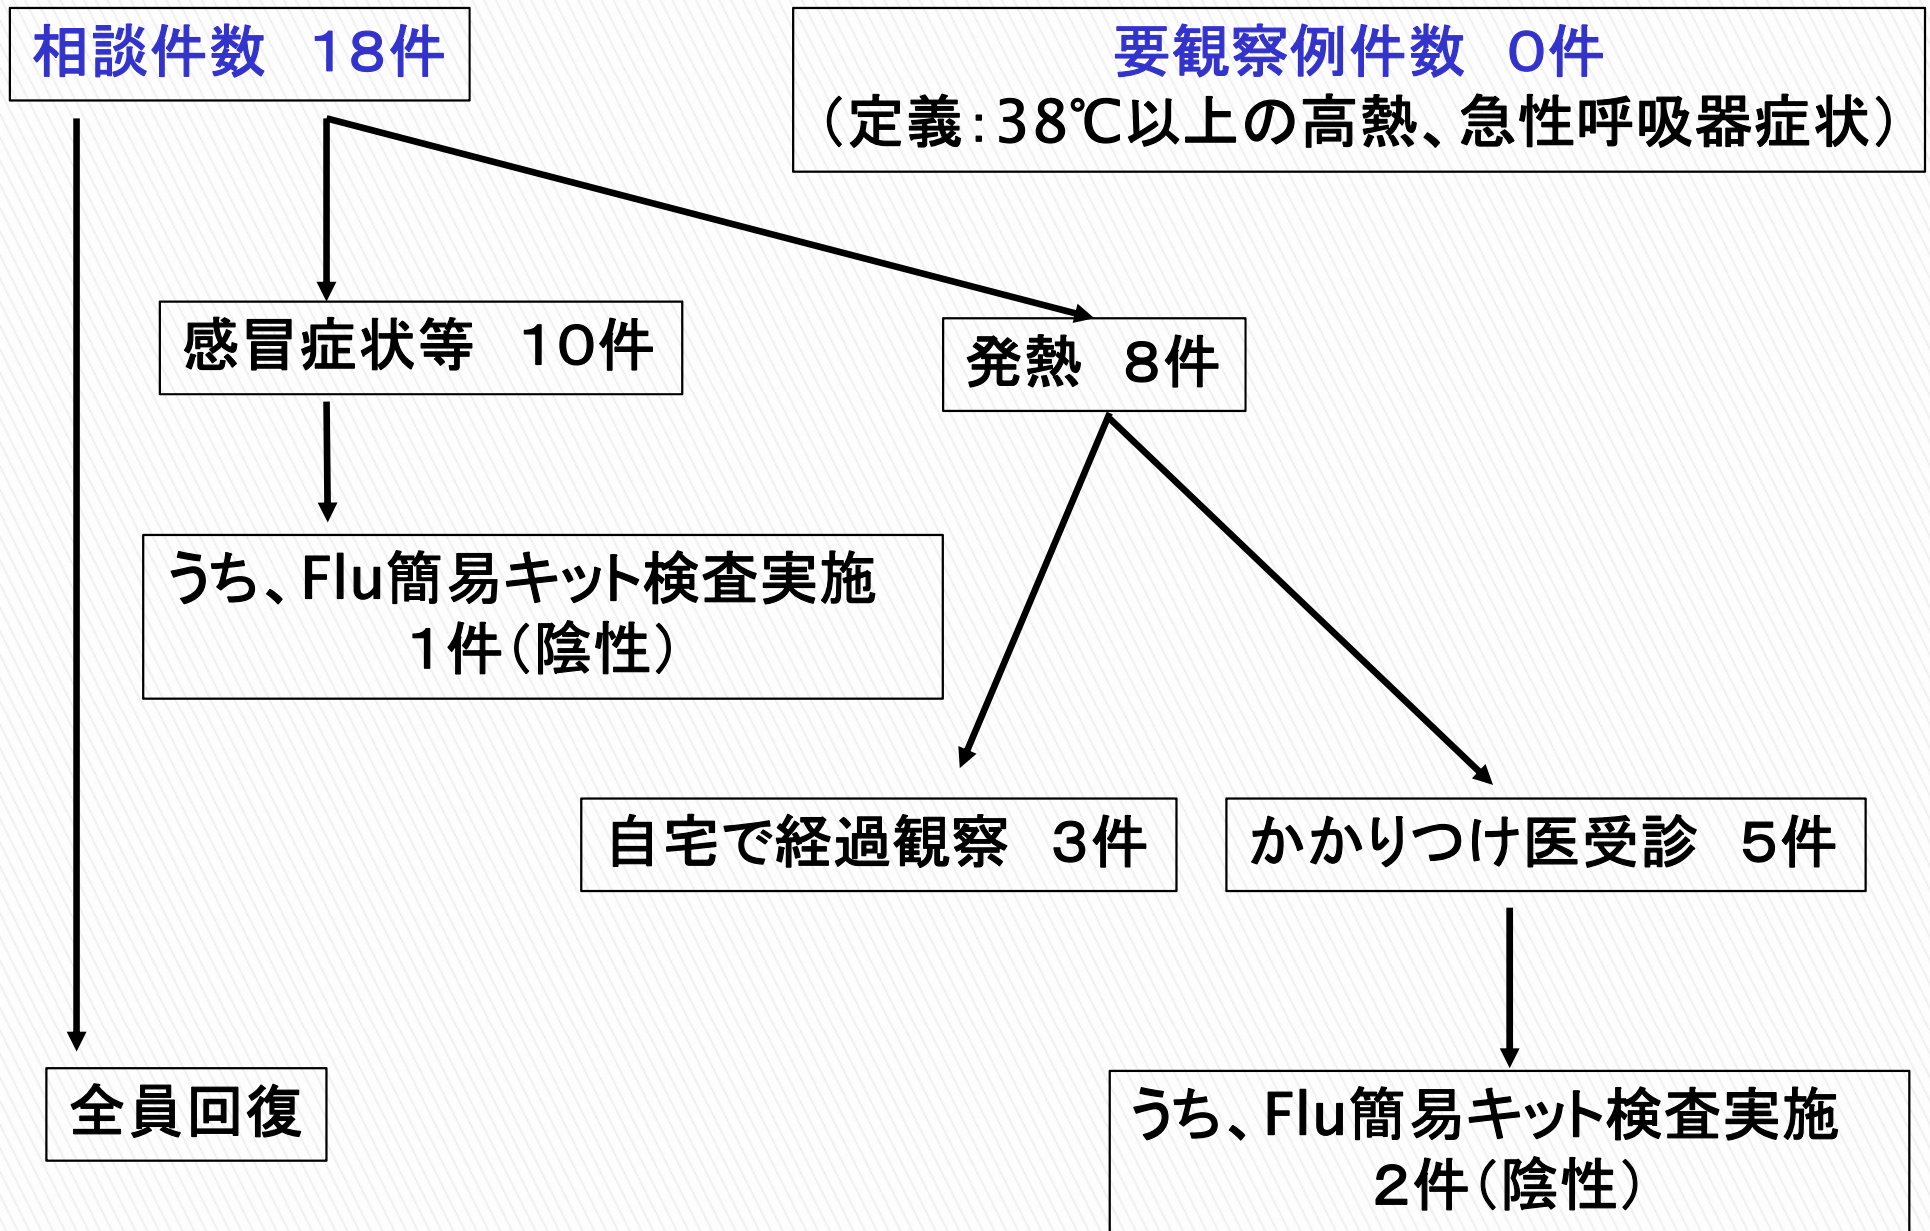 相談件数　１８件
要観察例件数　０件
（定義：３８℃以上の高熱、急性呼吸器症状）
感冒症状等　１０件
発熱　８件
うち、Flu簡易キット検査実施
１件（陰性）
自宅で経過観察　３件
かかりつけ医受診　５件
全員回復
うち、Flu簡易キット検査実施
２件（陰性）